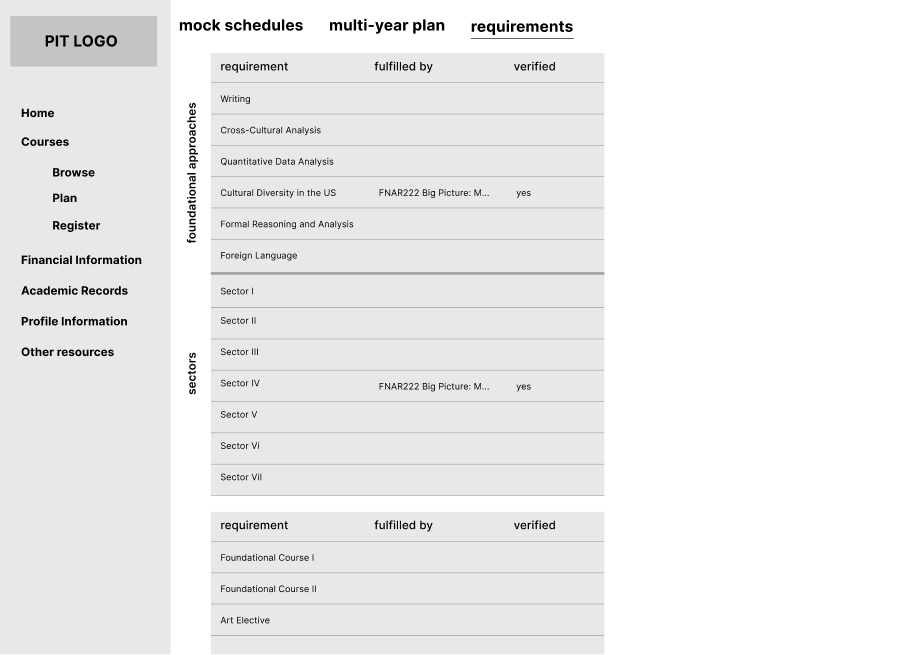 PIT LOGO
Home
Courses
Browse
Plan
Register
Financial Information
Academic Records
Profile Information
Other resources
mock schedules multi-year plan requirements
foundational approaches
requirement fulfilled by verified
Writing
Cross-Cultural Analysis
Quantitative Data Analysis
Cultural Diversity in the US FNAR222 Big Picture: M... yes
Formal Reasoning and Analysis
Foreign Language
sectors
Sector I
Sector II
Sector III
Sector IV FNAR222 Big Picture: M... yes
Sector V
Sector Vi
Sector Vil
requirement fulfilled by verified
Foundational Course I
Foundational Course II
Art Elective